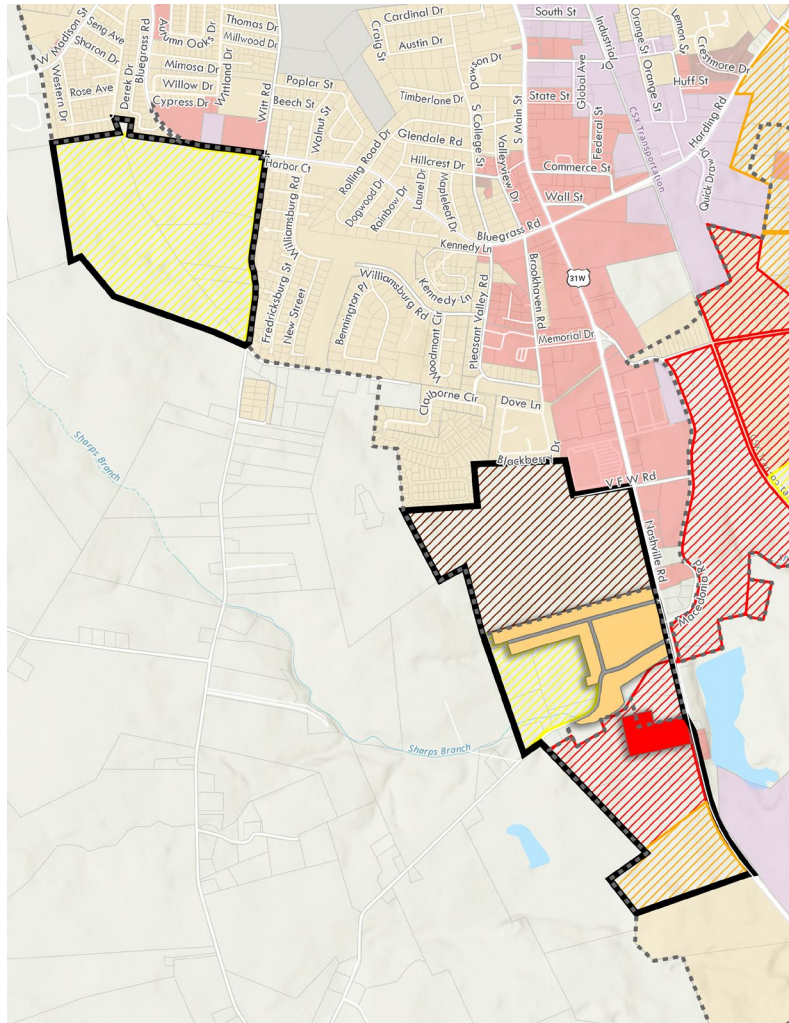 Thomas Dr
Cardinal Dr
South St
W Madison St
Seng Ave
Sharon Dr
Bluegrass Rd
Autumn Oaks Dr
Millwood Dr
Craig St
Austin Dr
Dawson Dr
Industrial Dr
Orange St
Vernon St
Crestmore Dr
Western Dr
Rose Ave
Derek Dr
Mimosa Dr
Willow Dr
Cypress Dr
Wittland Dr
Witt Rd
Poplar St
Beech St
Walnut St
Timberlane Dr
S College St
S Main St
State St
Global Ave
Federal St
Orange St
Huff St
CSX Transportation
Harding Rd
Harbor Ct
Rolling Road Dr
Glendale Rd
Hillcrest Dr
Valleyview Dr
Commerce St
Wall St
Quick Draw Dr
Dogwood Dr
Rainbow Dr
Laurel Dr
Mapleleaf Dr
Williamsburg Rd
Bluegrass Rd
Kennedy Ln
Williamsburg Rd
Kennedy Ln
Fredricksburg St
New Street
Bennington Pl
Woodmont Cir
Pleasant Valley Rd
Brookhaven Rd
31W
Memorial Dr
Claiborne Cir
Dove Ln
Blackberry Dr
V F W Rd
Nashville Rd
Macedonia Rd
Sharps Branch
Sharps Branch